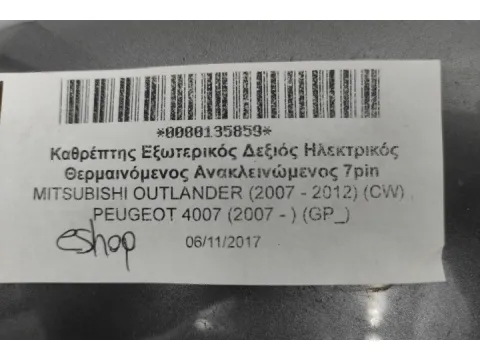 *0000135859*
Καθρέπτης Εξωτερικός Δεξιός Ηλεκτρικός
Θερμαινόμενος Ανακλεινώμενος 7pin
MITSUBISHI OUTLANDER (2007 - 2012) (CW) ,
PEUGEOT 4007 (2007 - ) (GP_)
eshop 06/11/2017